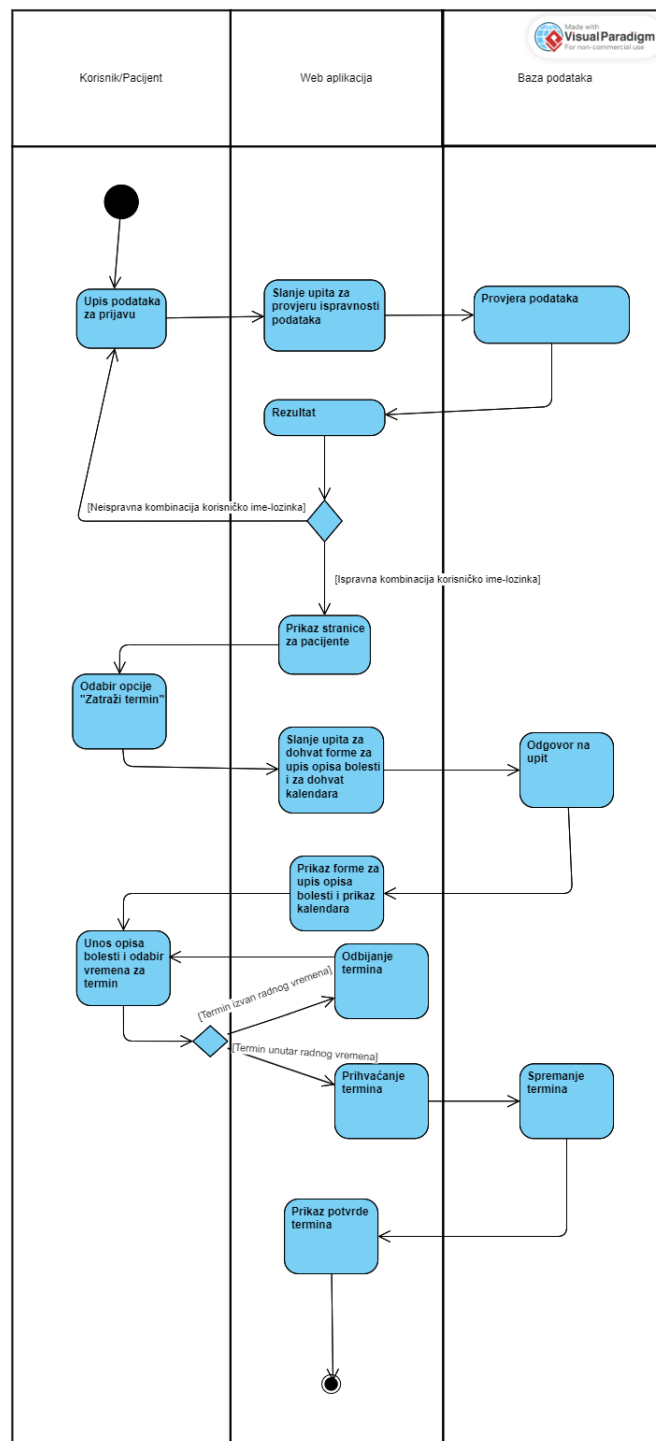 Made with
Visual Paradigm
For non-commercial use
Korisnik/Pacijent
Web aplikacija
Baza podataka
Upis podataka
za prijavu
Slanje upita za
provjeru ispravnosti
podataka
Provjera podataka
Rezultat
[Neispravna kombinacija korisničko ime-lozinka]
[Ispravna kombinacija korisničko ime-lozinka]
Prikaz stranice
za pacijente
Odabir opcije
"Zatraži termin"
Slanje upita za
dohvat forme za
upis opisa bolesti
i za dohvat
kalendara
Odgovor na
upit
Prikaz forme za
upis opisa
bolesti i prikaz
kalendara
Unos opisa
bolesti i odabir
vremena za
termin
Odbijanje
termina
[Termin izvan radnog vremena]
[Termin unutar radnog vremena]
Prihvaćanje
termina
Spremanje
termina
Prikaz potvrde
termina